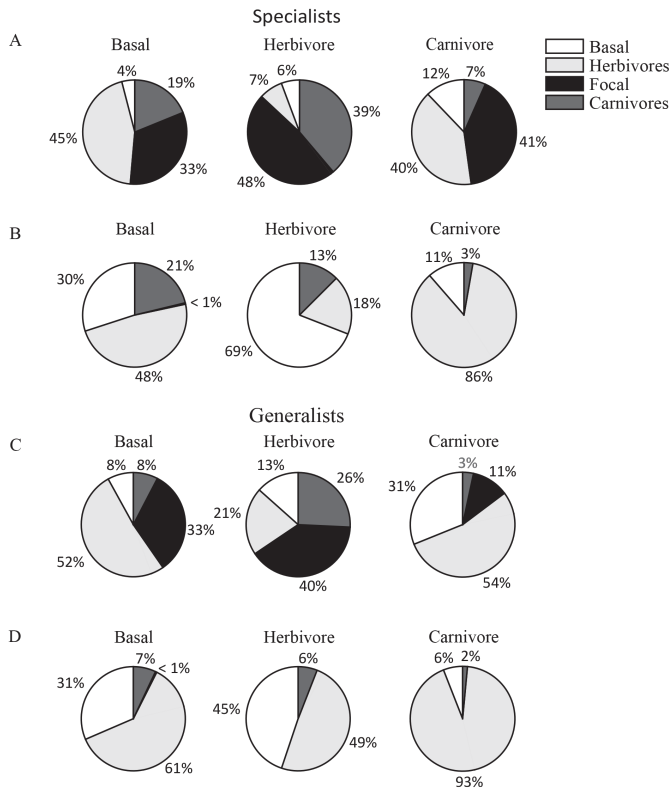 Specialists
A
Basal
Herbivore
Carnivore
Basal
Herbivores
Focal
Carnivores
4%
19%
45%
33%
7%
6%
39%
48%
12%
7%
40%
41%
B
Basal
Herbivore
Carnivore
30%
21%
< 1%
48%
13%
18%
69%
11%
3%
86%
Generalists
C
Basal
Herbivore
Carnivore
8%
8%
33%
52%
13%
26%
21%
40%
3%
11%
31%
54%
D
Basal
Herbivore
Carnivore
7%
< 1%
31%
61%
6%
45%
49%
6%
2%
93%